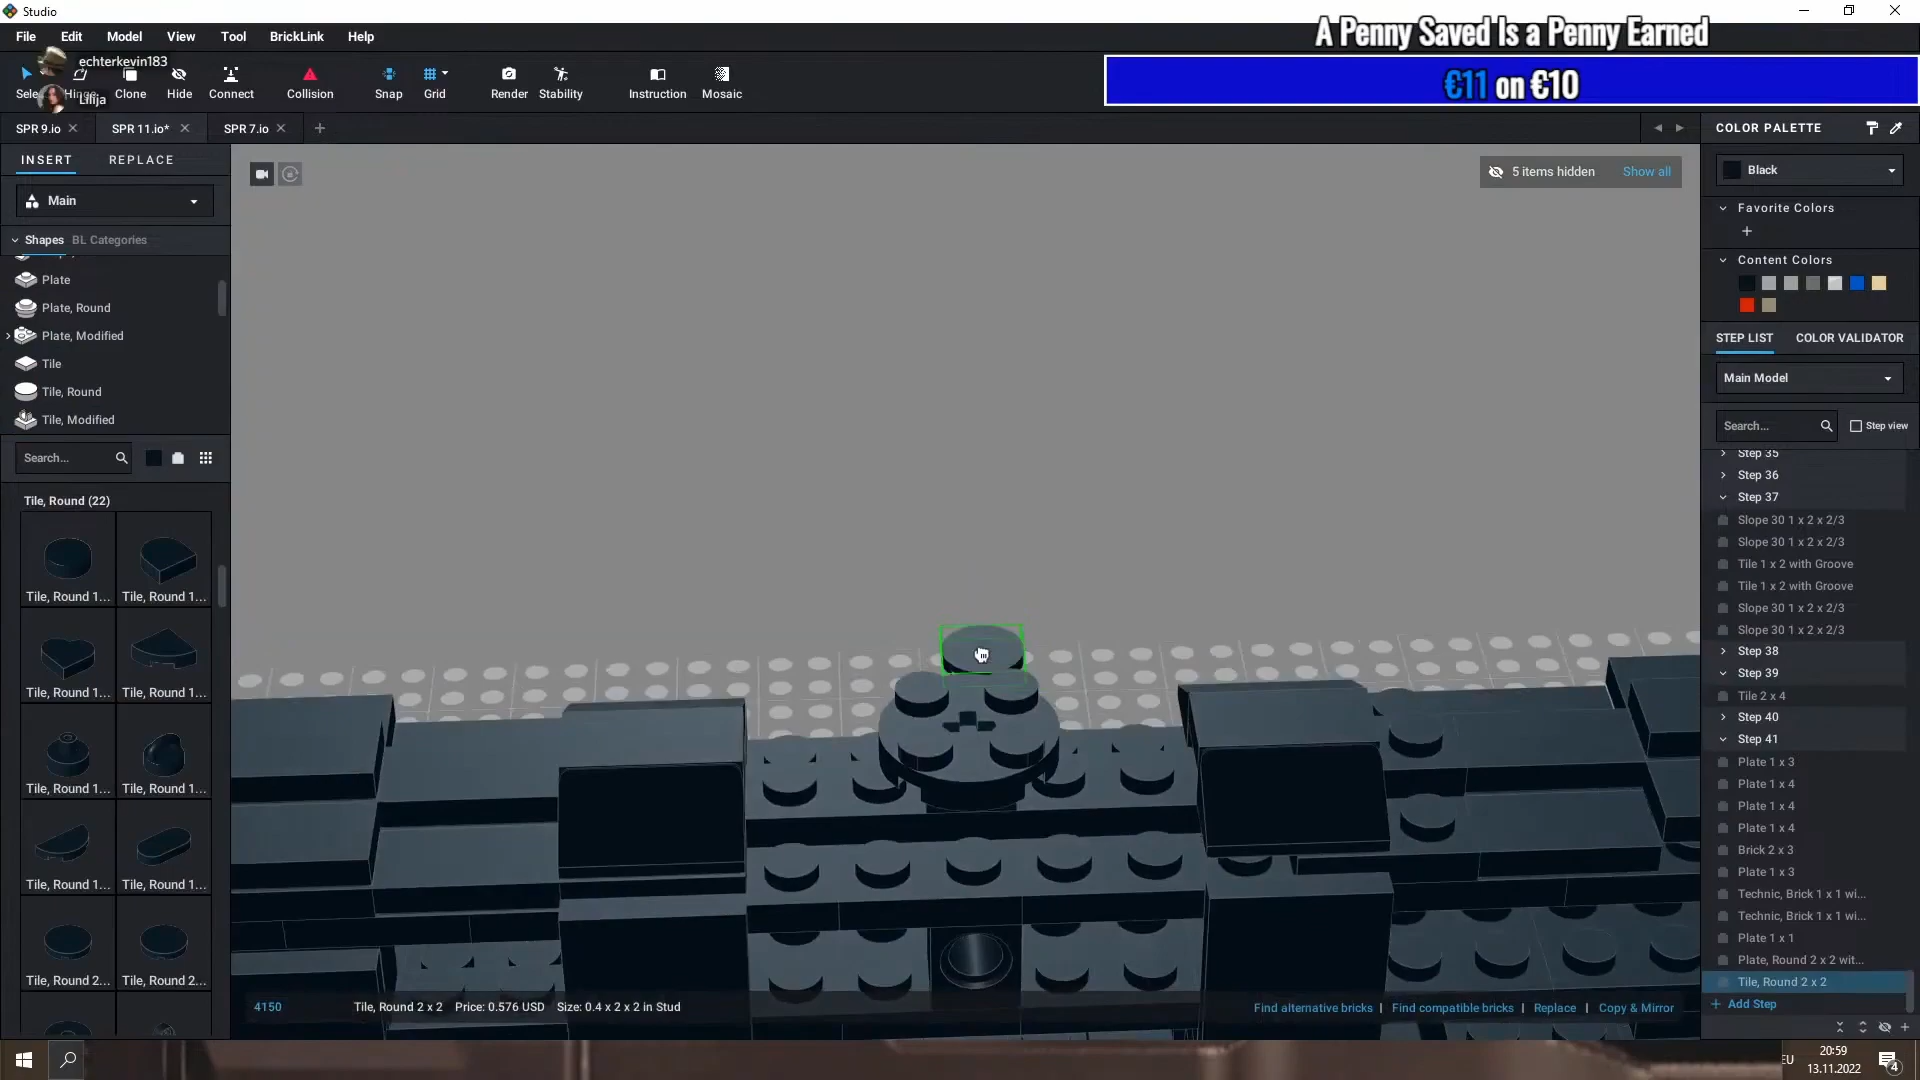 Studio
A Penny Saved Is a Penny Earned
File Edit Model View Tool BrickLink Help
echterkevin183
Lilija
Hinge Clone Hide Connect Collision Snap Grid Render Stability Instruction Mosaic
€11 on €10
SPR 9.io SPR 11.io* SPR 7.io
COLOR PALETTE
INSERT REPLACE
5 items hidden Show all
Black
Main
Favorite Colors
Shapes BL Categories
Content Colors
Plate
Plate, Round
Plate, Modified
Tile
Tile, Round
Tile, Modified
STEP LIST COLOR VALIDATOR
Main Model
Search... Step view
Search...
Tile, Round (22)
Tile, Round 1... Tile, Round 1...
Tile, Round 1... Tile, Round 1...
Tile, Round 1... Tile, Round 1...
Tile, Round 1... Tile, Round 1...
Tile, Round 2... Tile, Round 2...
Step 35
Step 36
Step 37
Slope 30 1 x 2 x 2/3
Slope 30 1 x 2 x 2/3
Tile 1 x 2 with Groove
Tile 1 x 2 with Groove
Slope 30 1 x 2 x 2/3
Slope 30 1 x 2 x 2/3
Step 38
Step 39
Tile 2 x 4
Step 40
Step 41
Plate 1 x 3
Plate 1 x 4
Plate 1 x 4
Plate 1 x 4
Brick 2 x 3
Plate 1 x 3
Technic, Brick 1 x 1 wi...
Technic, Brick 1 x 1 wi...
Plate 1 x 1
Plate, Round 2 x 2 wit...
Tile, Round 2 x 2
+ Add Step
4150 Tile, Round 2 x 2 Price: 0.576 USD Size: 0.4 x 2 x 2 in Stud
Find alternative bricks | Find compatible bricks | Replace | Copy & Mirror
20:59
13.11.2022
4